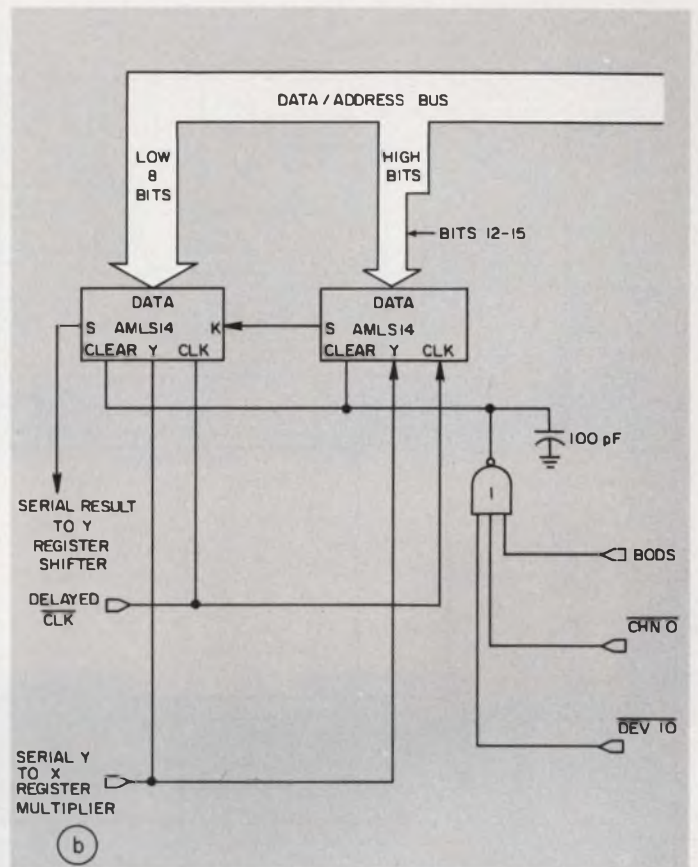 DATA / ADDRESS BUS
LOW
8
BITS
HIGH
BITS
BITS 12-15
DATA
S AMLS14 K
CLEAR Y CLK
DATA
S AMLS14
CLEAR Y CLK
100 pF
1
SERIAL RESULT
TO Y
REGISTER
SHIFTER
BODS
DELAYED
CLK
CHN 0
DEV 10
SERIAL Y
TO X
REGISTER
MULTIPLIER
b